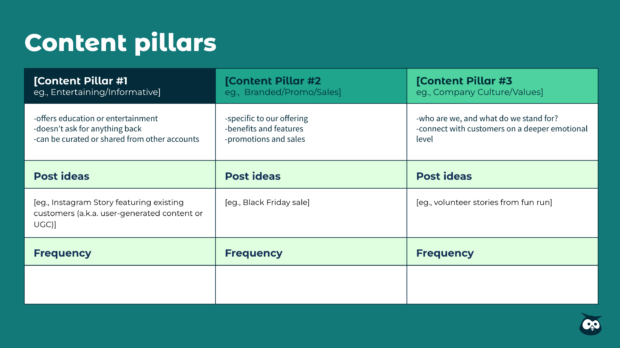 Content pillars
[Content Pillar #1
eg., Entertaining/Informative]
[Content Pillar #2
eg., Branded/Promo/Sales]
[Content Pillar #3
eg., Company Culture/Values]
-offers education or entertainment
-doesn't ask for anything back
-can be curated or shared from other accounts
-specific to our offering
-benefits and features
-promotions and sales
-who are we, and what do we stand for?
-connect with customers on a deeper emotional
level
Post ideas
Post ideas
Post ideas
[eg., Instagram Story featuring existing
customers (a.k.a. user-generated content or
UGC)]
[eg., Black Friday sale]
[eg., volunteer stories from fun run]
Frequency
Frequency
Frequency